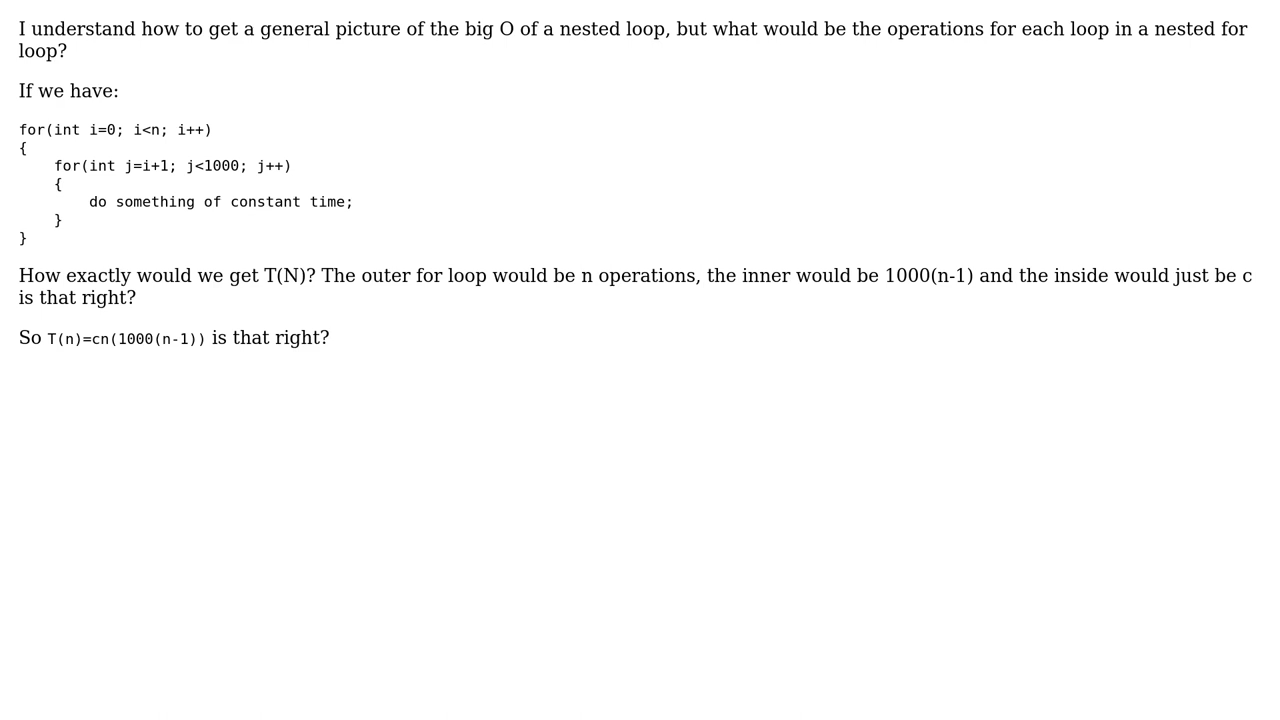 I understand how to get a general picture of the big O of a nested loop, but what would be the operations for each loop in a nested for
loop?
If we have:
for(int i=0; i<n; i++)
{
    for(int j=i+1; j<1000; j++)
    {
        do something of constant time;
    }
}
How exactly would we get T(N)? The outer for loop would be n operations, the inner would be 1000(n-1) and the inside would just be c
is that right?
So T(n)=cn(1000(n-1)) is that right?